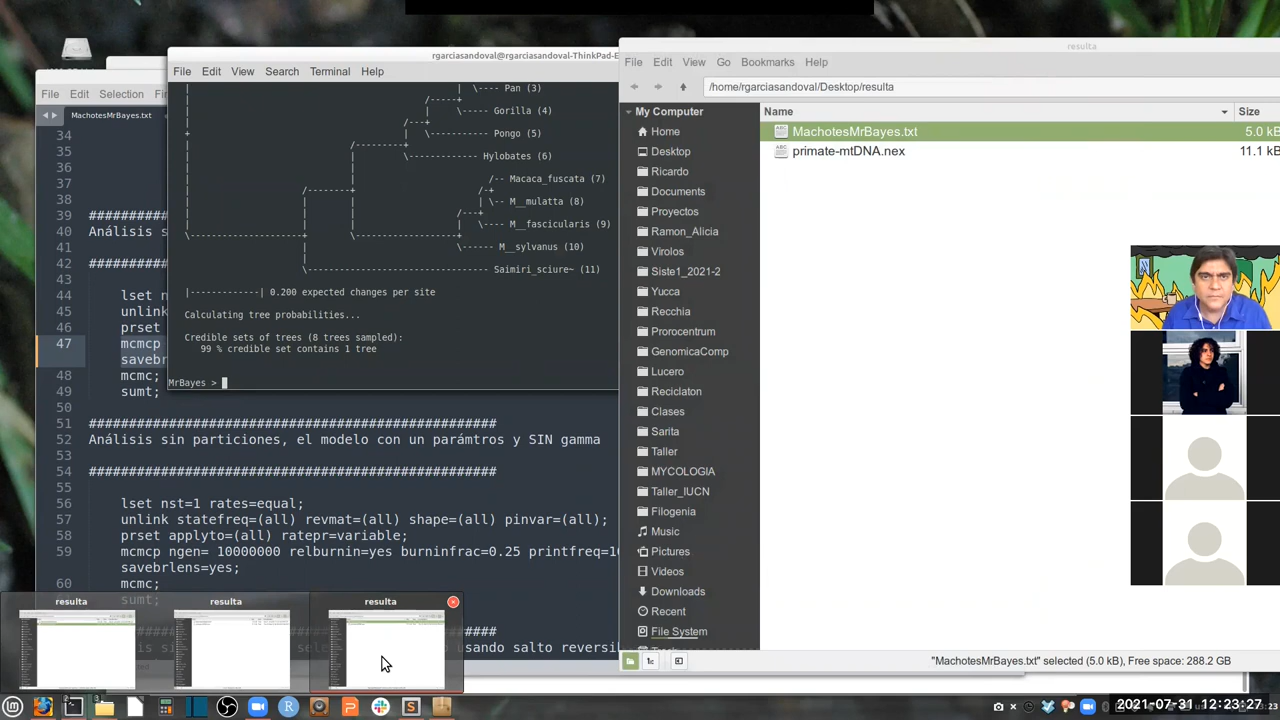 rgarciasandoval@rgarciasandoval-ThinkPad-E
File Edit View Search Terminal Help
| \---- Pan (3)
/-----+
| \----- Gorilla (4)
/---+
+ | \----------- Pongo (5)
/---------+
| \------------- Hylobates (6)
/-- Macaca_fuscata (7)
/--------+ /-+
| \-- M__mulatta (8)
/---+
| \---- M__fascicularis (9)
\----------------+ \-----------------+
\------ M__sylvanus (10)
\-------------------------------- Saimiri_sciure~ (11)
|-------------| 0.200 expected changes per site
Calculating tree probabilities...
Credible sets of trees (8 trees sampled):
99 % credible set contains 1 tree
MrBayes >
File Edit Selection
MachotesMrBayes.txt
34
35
36
37
38
39 ###########
40 Análisis s
41
42 ###########
43
44 lset n
45 unlink
46 prset
47 mcmcp
savebr
48 mcmc;
49 sumt;
50
51 ###################################################
52 Análisis sin particiones, el modelo con un parámtros y SIN gamma
53
54 ###################################################
55
56 lset nst=1 rates=equal;
57 unlink statefreq=(all) revmat=(all) shape=(all) pinvar=(all);
58 prset applyto=(all) ratepr=variable;
59 mcmcp ngen= 10000000 relburnin=yes burninfrac=0.25 printfreq=10
savebrlens=yes;
60 mcmc;
sumt;
resulta resulta resulta
resulta
File Edit View Go Bookmarks Help
/home/rgarciasandoval/Desktop/resulta
My Computer
Home
Desktop
Ricardo
Documents
Proyectos
Ramon_Alicia
Virolos
Siste1_2021-2
Yucca
Recchia
Prorocentrum
GenomicaComp
Lucero
Reciclaton
Clases
Sarita
Taller
MYCOLOGIA
Taller_IUCN
Filogenia
Music
Pictures
Videos
Downloads
Recent
File System
Name Size
MachotesMrBayes.txt 5.0 kB
primate-mtDNA.nex 11.1 kB
"MachotesMrBayes.txt" selected (5.0 kB), Free space: 288.2 GB
2021-07-31 12:23:27